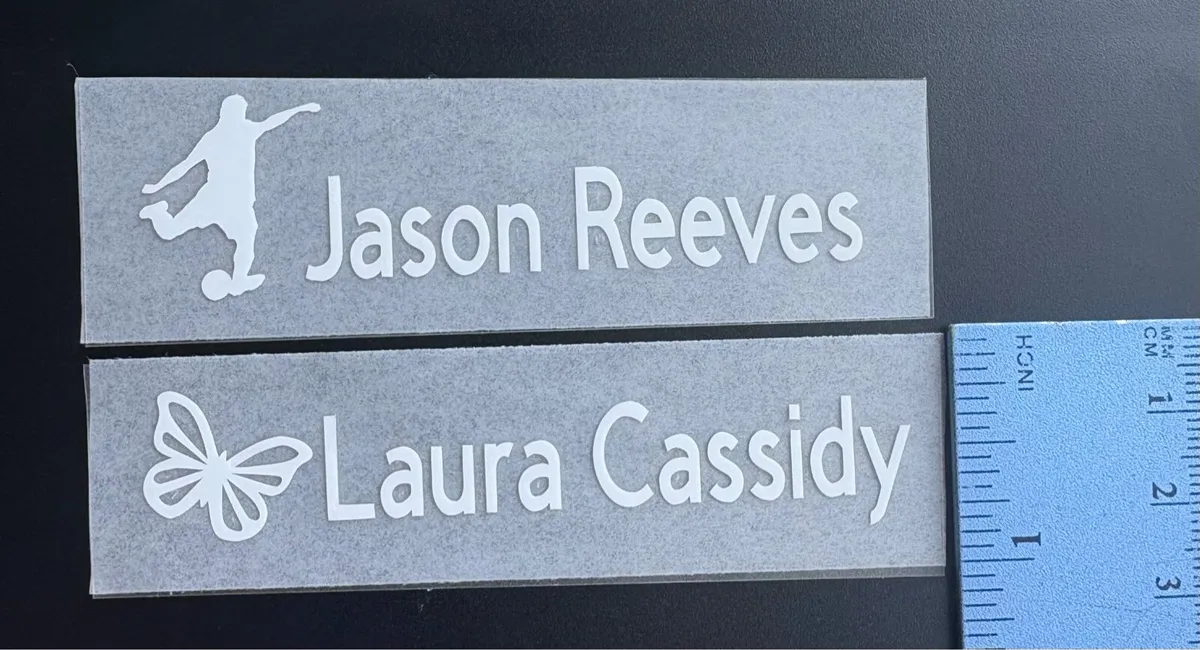 Jason Reeves
Laura Cassidy
INCH
MM
CM
1
1
2
3